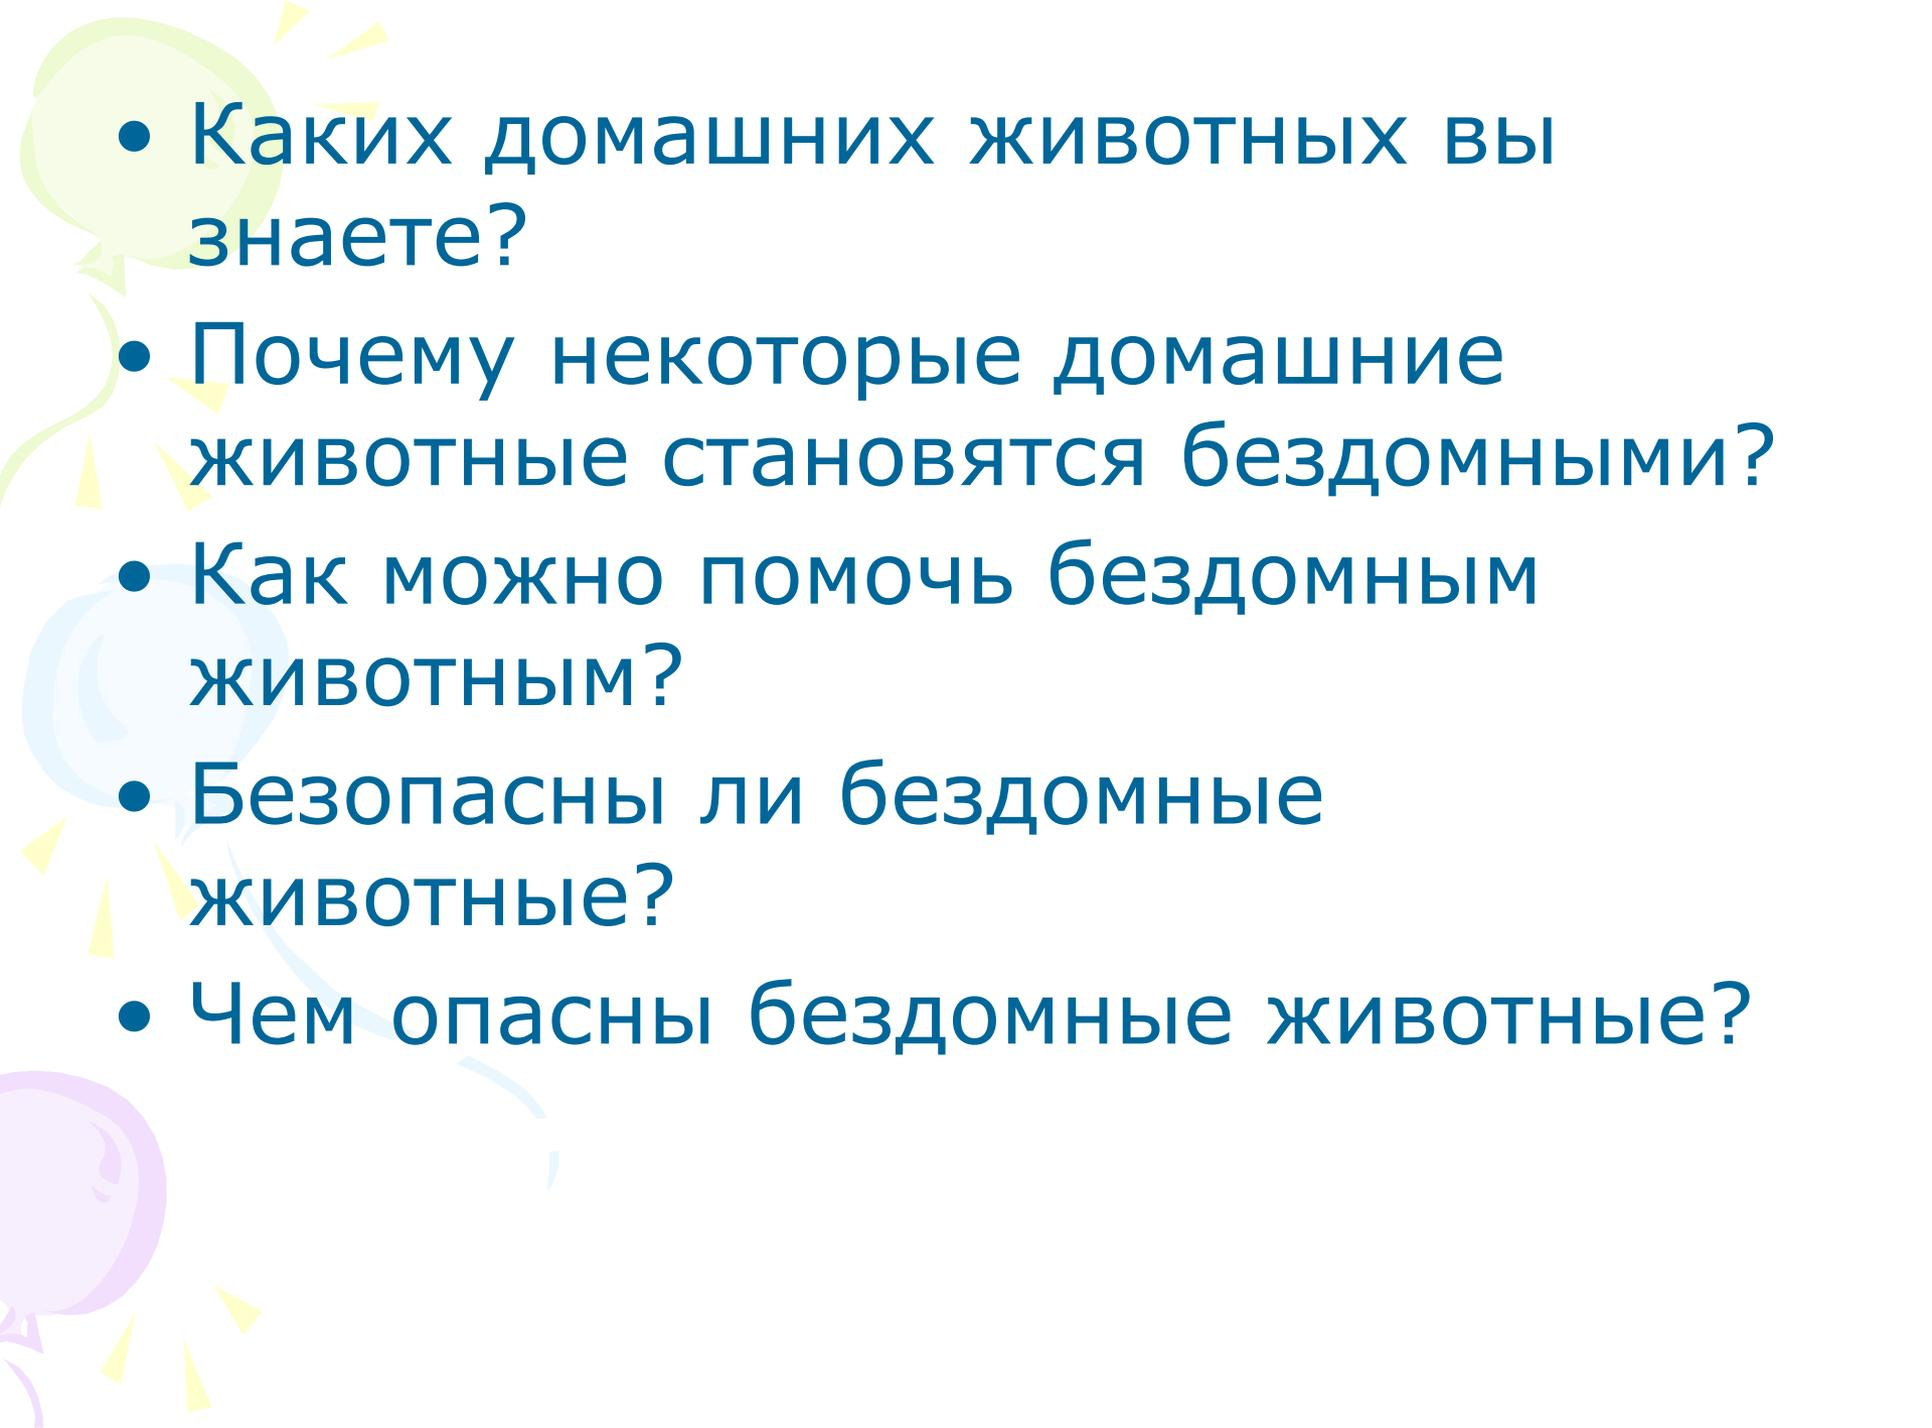 • Каких домашних животных вы
знаете?
• Почему некоторые домашние
животные становятся бездомными?
• Как можно помочь бездомным
животным?
• Безопасны ли бездомные
животные?
• Чем опасны бездомные животные?